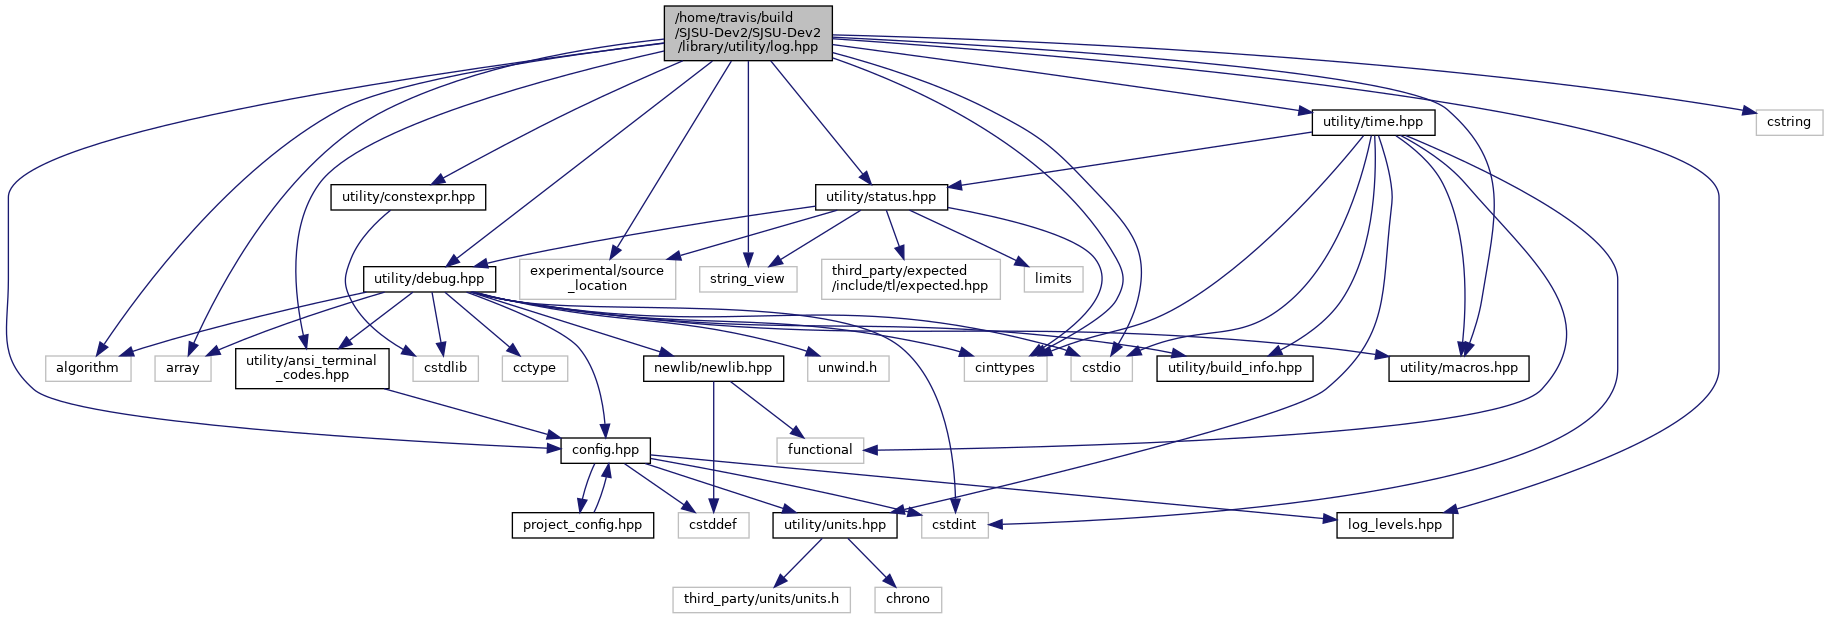 /home/travis/build
/SJSU-Dev2/SJSU-Dev2
/library/utility/log.hpp
utility/time.hpp
cstring
utility/constexpr.hpp
utility/status.hpp
utility/debug.hpp
experimental/source
_location
string_view
third_party/expected
/include/tl/expected.hpp
limits
algorithm
array
utility/ansi_terminal
_codes.hpp
cstdlib
cctype
newlib/newlib.hpp
unwind.h
cinttypes
cstdio
utility/build_info.hpp
utility/macros.hpp
config.hpp
functional
project_config.hpp
cstddef
utility/units.hpp
cstdint
log_levels.hpp
third_party/units/units.h
chrono